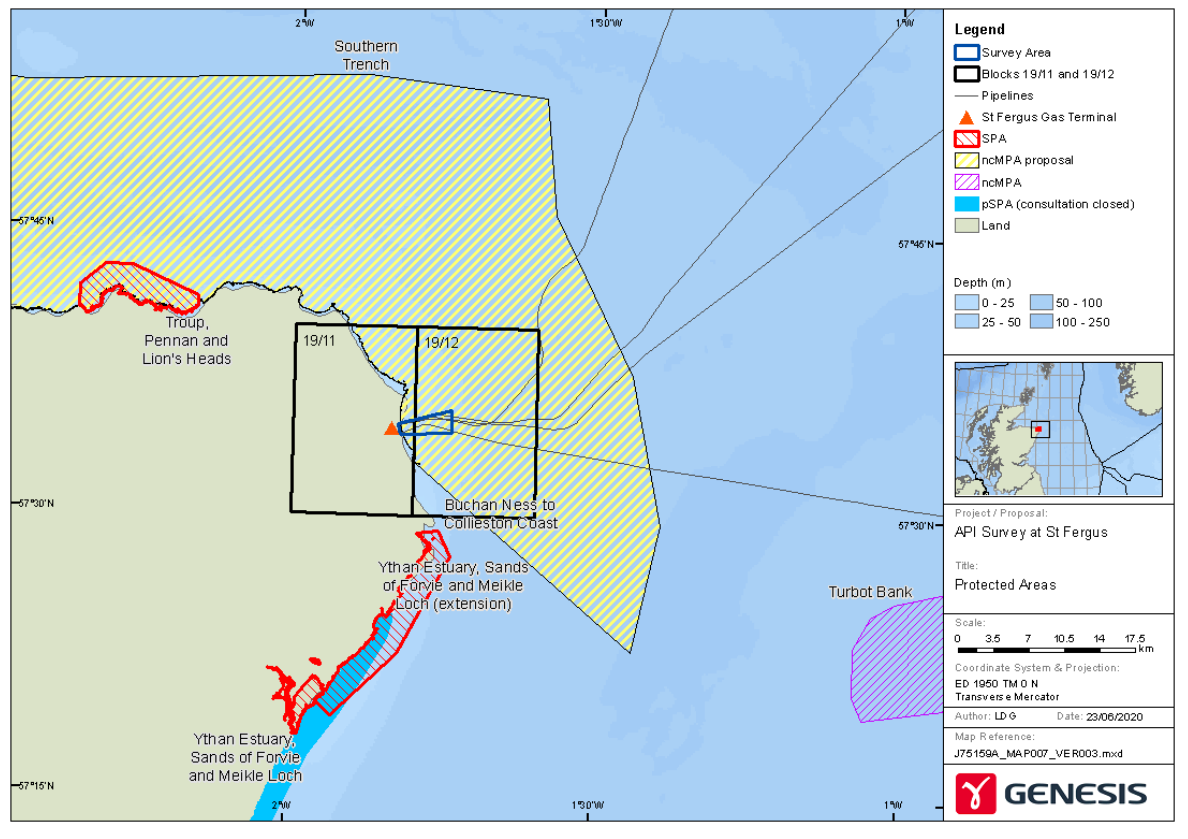 2°W
1°30'W
1°W
Southern
Trench
57°45'N
57°45'N
Troup,
Pennan and
Lion's Heads
19/11
19/12
57°30'N
57°30'N
Buchan Ness to
Collieston Coast
Ythan Estuary, Sands
of Forvie and Meikle
Loch (extension)
Turbot Bank
Ythan Estuary,
Sands of Forvie
and Meikle Loch
57°15'N
2°W
1°30'W
1°W
Legend
Survey Area
Blocks 19/11 and 19/12
Pipelines
St Fergus Gas Terminal
SPA
ncMPA proposal
ncMPA
pSPA (consultation closed)
Land
Depth (m)
0 - 25
50 - 100
25 - 50
100 - 250
Project / Proposal:
API Survey at St Fergus
Title:
Protected Areas
Scale:
0 3.5 7 10.5 14 17.5
km
Coordinate System & Projection:
ED 1950 TM 0 N
Transverse Mercator
Author: LDG Date: 23/06/2020
Map Reference:
J75159A_MAP007_VER003.mxd
GENESIS